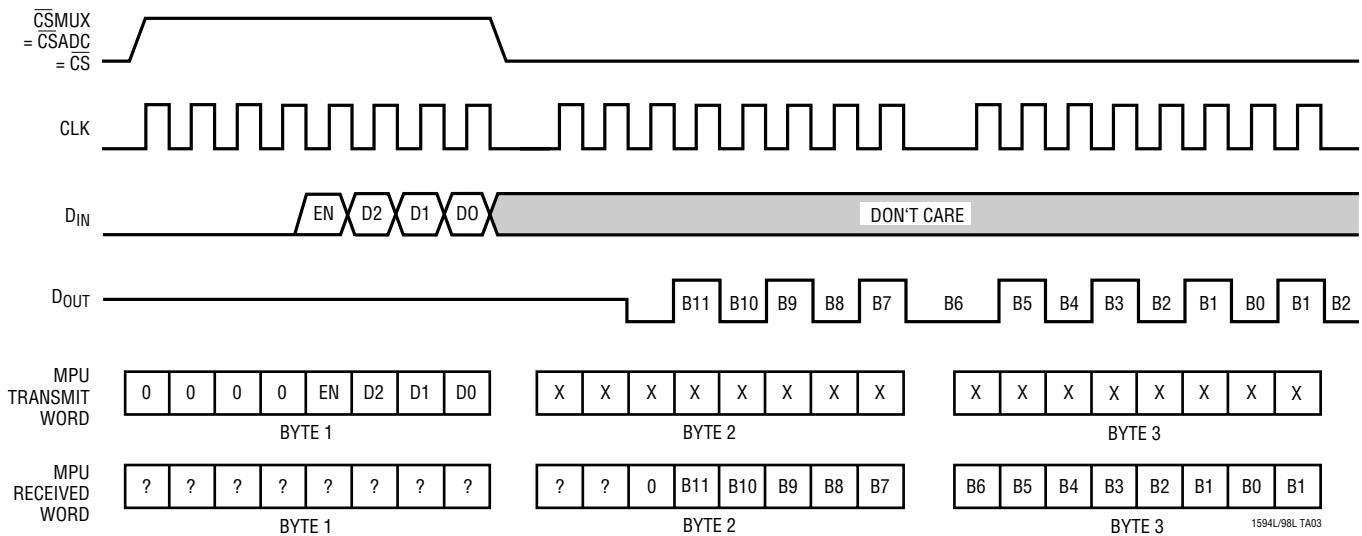 CSMUX
= CSADC
= CS
CLK
DIN
EN D2 D1 DO
DON'T CARE
DOUT
B11 B10 B9 B8 B7 B6 B5 B4 B3 B2 B1 B0 B1 B2
MPU
TRANSMIT
WORD
0 0 0 0 EN D2 D1 D0
X X X X X X X X
X X X X X X X X
BYTE 1
BYTE 2
BYTE 3
MPU
RECEIVED
WORD
? ? ? ? ? ? ? ?
? ? 0 B11 B10 B9 B8 B7
B6 B5 B4 B3 B2 B1 B0 B1
BYTE 1
BYTE 2
BYTE 3
1594L/98L TA03